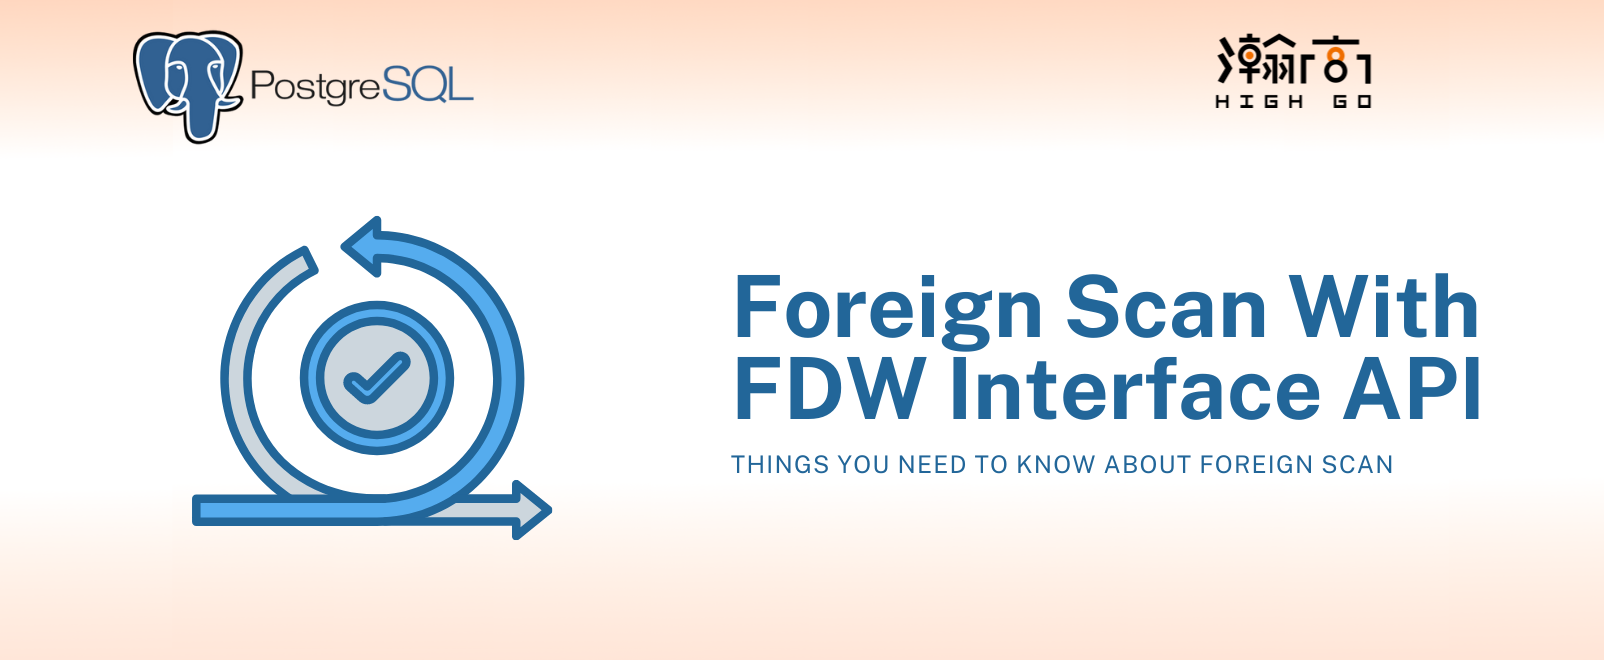 PostgreSQL
瀚高
HIGH GO
Foreign Scan With
FDW Interface API
THINGS YOU NEED TO KNOW ABOUT FOREIGN SCAN